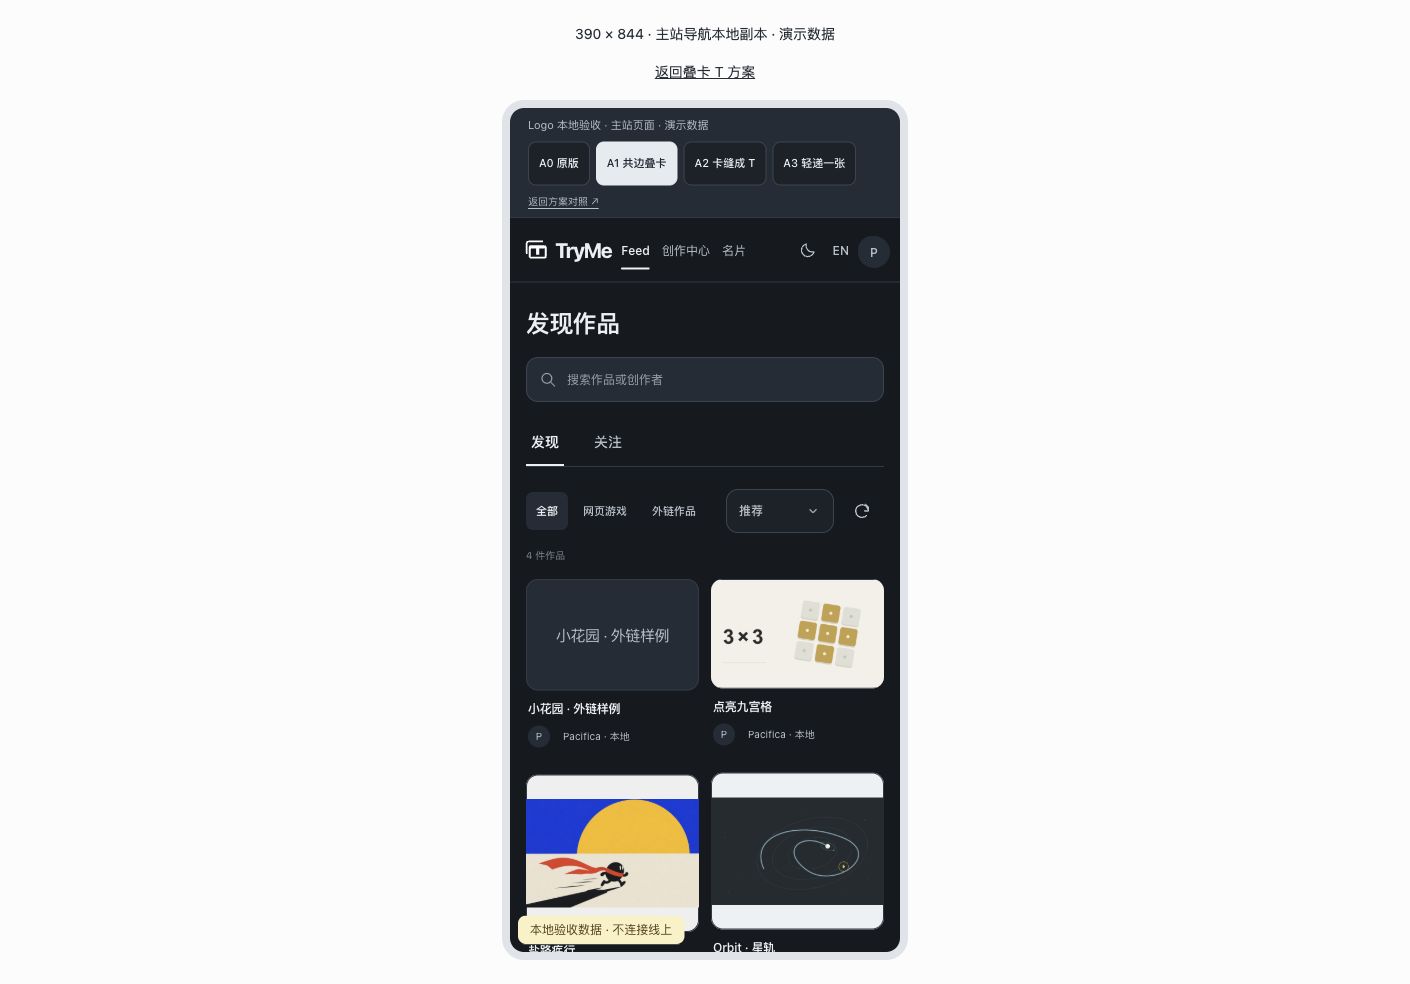 390 × 844 · 主站导航本地副本 · 演示数据
返回叠卡 T 方案
Logo 本地验收 · 主站页面 · 演示数据
A0 原版 A1 共边叠卡 A2 卡缝成 T A3 轻递一张
返回方案对照 ↗
TryMe Feed 创作中心 名片 EN P
发现作品
搜索作品或创作者
发现 关注
全部 网页游戏 外链作品 推荐
4 件作品
小花园 · 外链样例
3×3
小花园 · 外链样例
点亮九宫格
P Pacifica · 本地
P Pacifica · 本地
本地验收数据 · 不连接线上
Orbit · 星轨